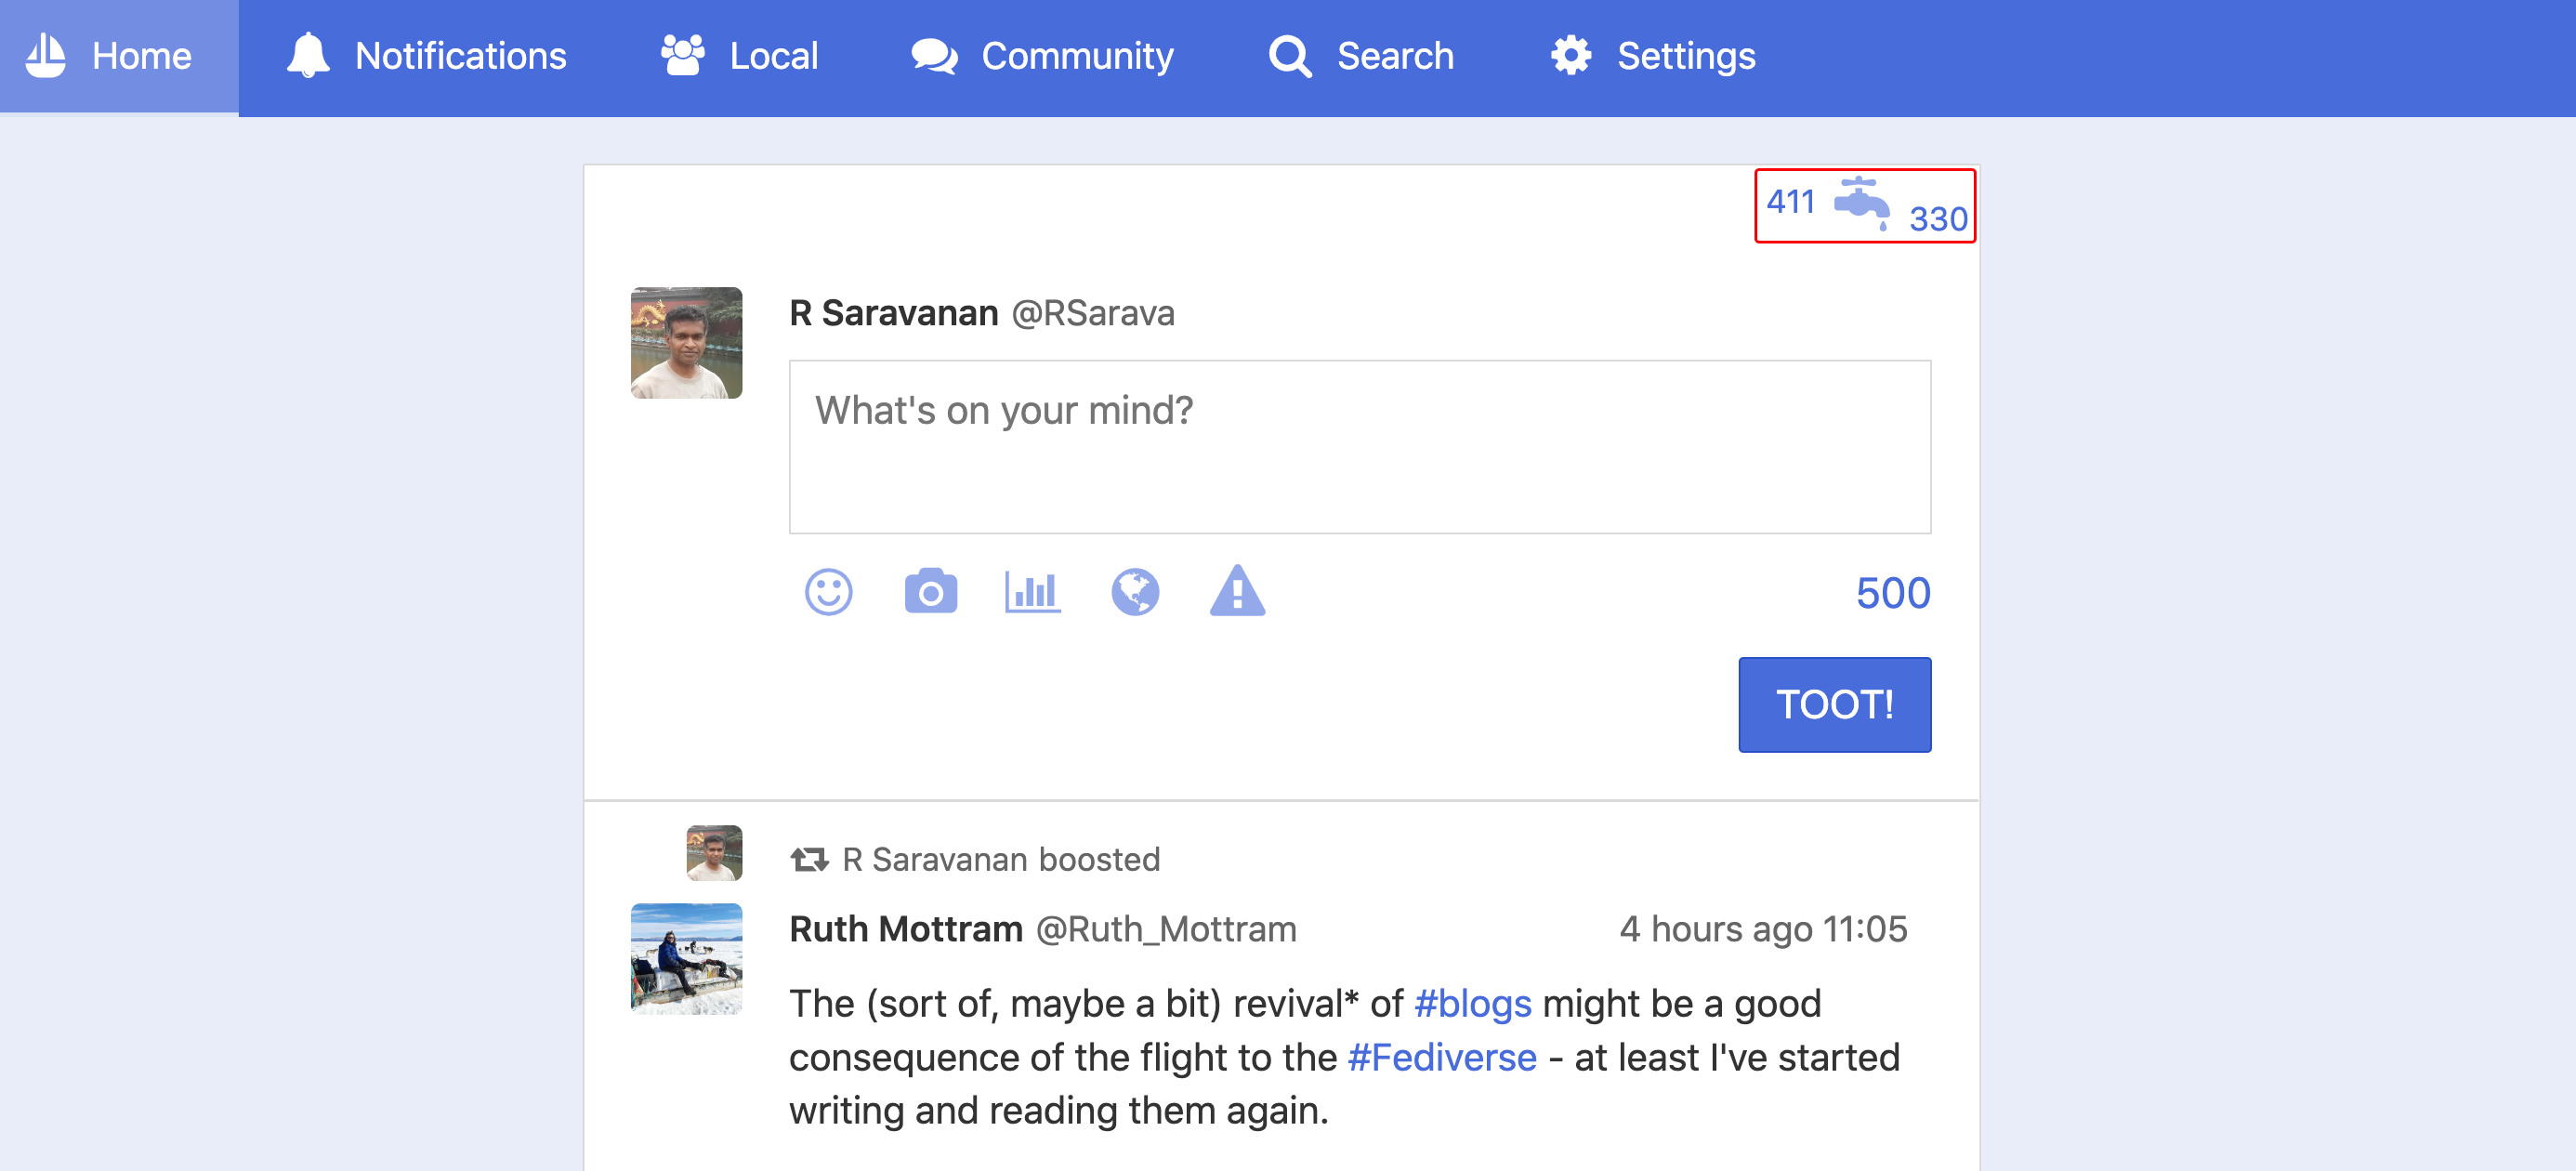 Home Notifications Local Community Search Settings
411 330
R Saravanan @RSarava
What's on your mind?
500
TOOT!
R Saravanan boosted
Ruth Mottram @Ruth_Mottram 4 hours ago 11:05
The (sort of, maybe a bit) revival* of #blogs might be a good
consequence of the flight to the #Fediverse - at least I've started
writing and reading them again.